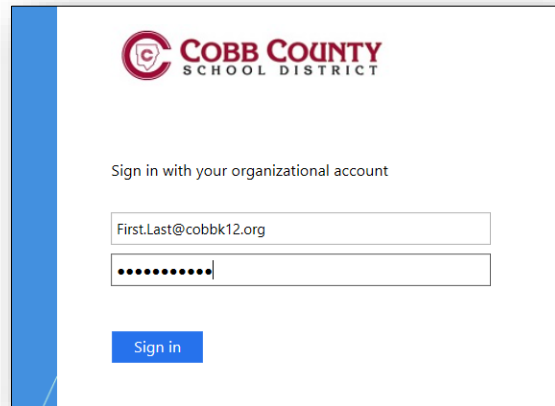 C
COBB COUNTY
SCHOOL DISTRICT
Sign in with your organizational account
First.Last@cobbk12.org
•••••••••••
Sign in